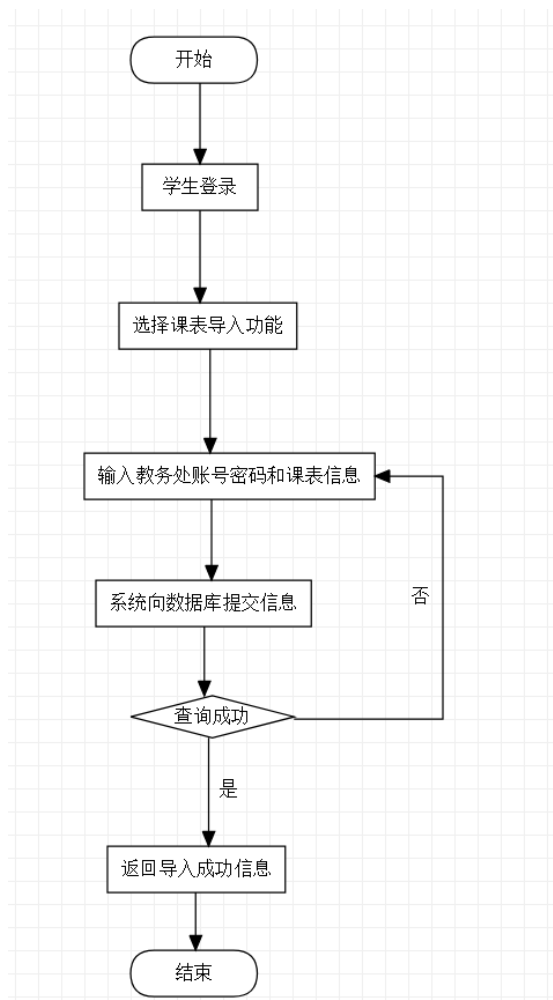 开始
学生登录
选择课表导入功能
输入教务处账号密码和课表信息
系统向数据库提交信息
否
查询成功
是
返回导入成功信息
结束